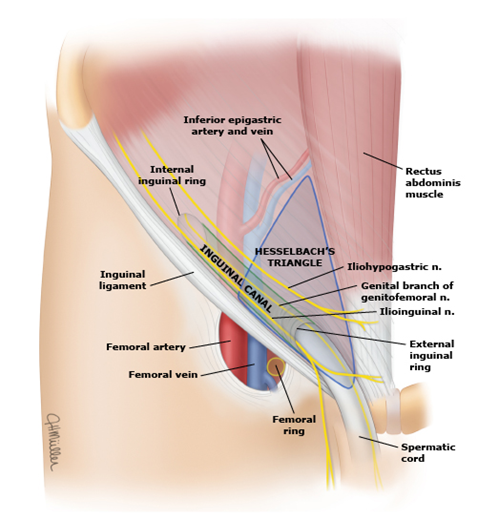 Inferior epigastric
artery and vein
Internal
inguinal ring
Rectus
abdominis
muscle
HESSELBACH'S
TRIANGLE
INGUINAL CANAL
Inguinal
ligament
Iliohypogastric n.
Genital branch of
genitofemoral n.
Ilioinguinal n.
External
inguinal
ring
Femoral artery
Femoral vein
Femoral
ring
Spermatic
cord
JHMüller